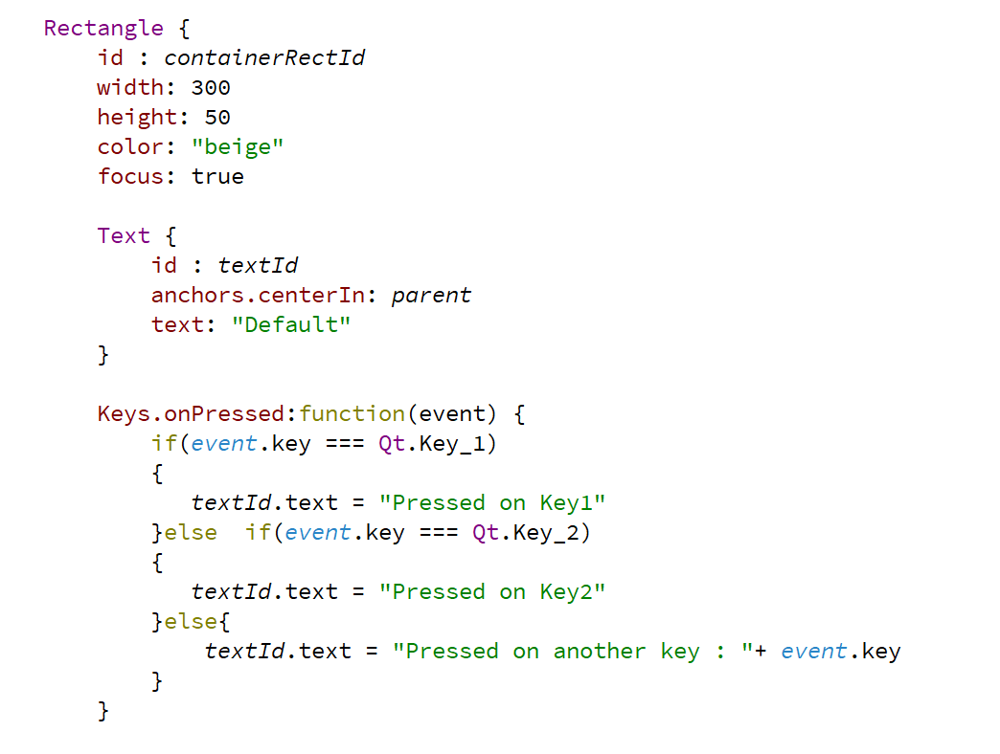 Rectangle {
    id : containerRectId
    width: 300
    height: 50
    color: "beige"
    focus: true

    Text {
        id : textId
        anchors.centerIn: parent
        text: "Default"
    }

    Keys.onPressed:function(event) {
        if(event.key === Qt.Key_1)
        {
           textId.text = "Pressed on Key1"
        }else  if(event.key === Qt.Key_2)
        {
           textId.text = "Pressed on Key2"
        }else{
            textId.text = "Pressed on another key : "+ event.key
        }
    }